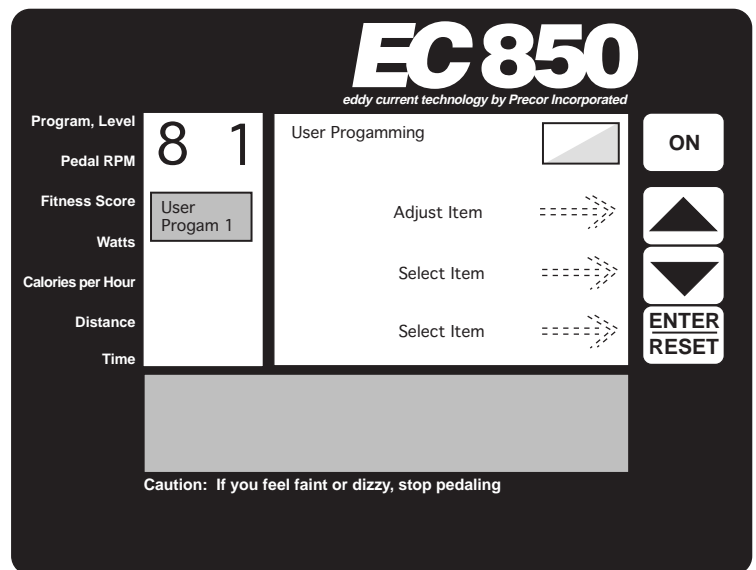 EC 850
eddy current technology by Precor Incorporated
Program, Level
Pedal RPM
Fitness Score
Watts
Calories per Hour
Distance
Time
8 1
User
Progam 1
User Progamming
Adjust Item
Select Item
Select Item
ON
ENTER
RESET
Caution: If you feel faint or dizzy, stop pedaling